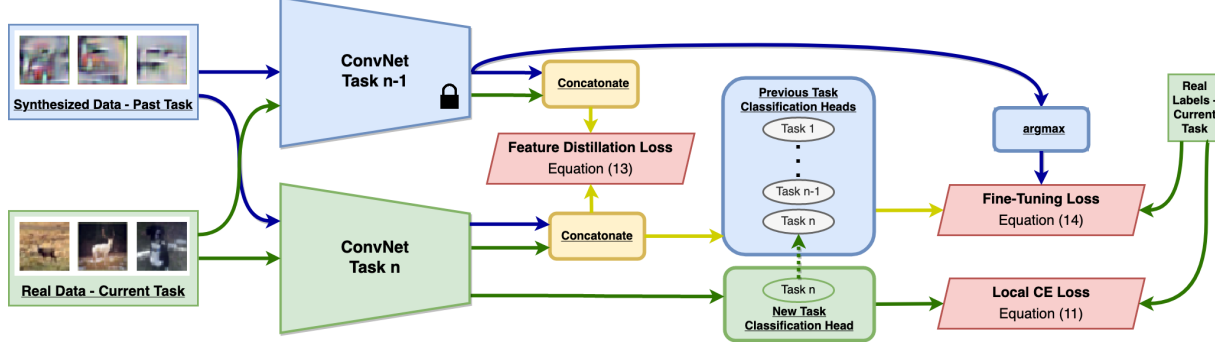 Synthesized Data - Past Task
Real Data - Current Task
ConvNet
Task n-1
ConvNet
Task n
Concatonate
Feature Distillation Loss
Equation (13)
Concatonate
Previous Task
Classification Heads
Task 1
Task n-1
Task n
Task n
New Task
Classification Head
argmax
Fine-Tuning Loss
Equation (14)
Local CE Loss
Equation (11)
Real
Labels -
Current
Task